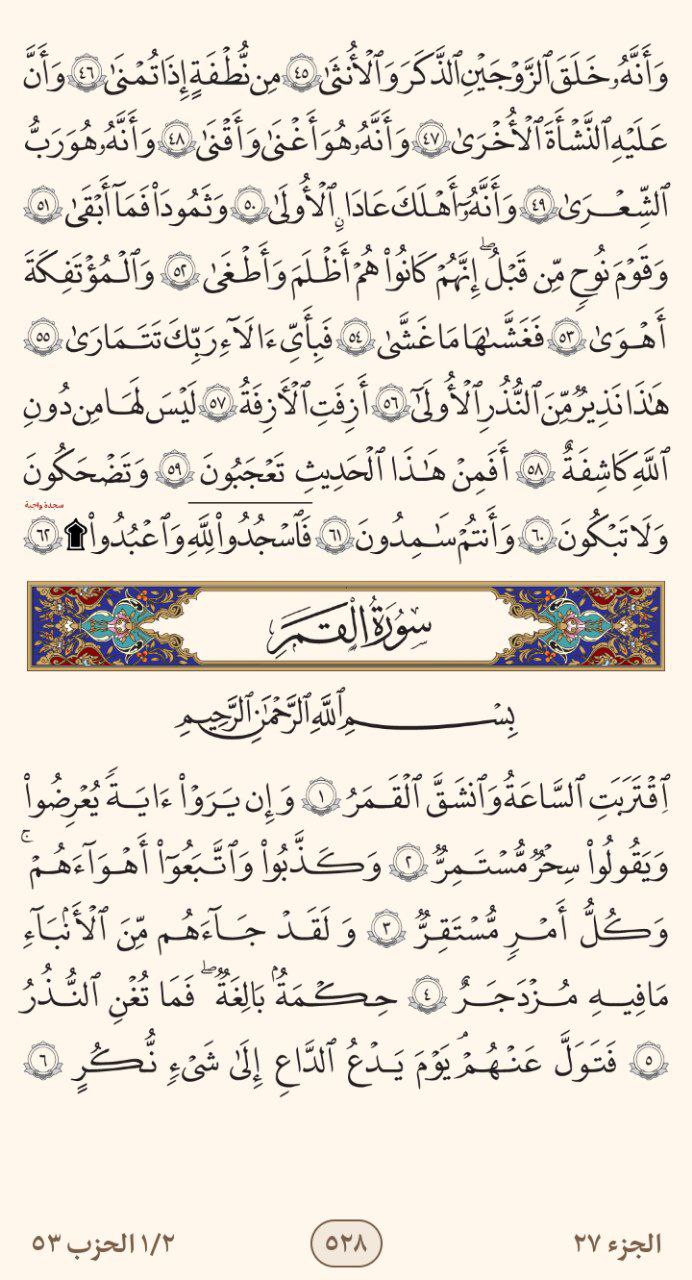 وَأَنَّهُۥ خَلَقَ ٱلزَّوْجَيْنِ ٱلذَّكَرَ وَٱلْأُنثَىٰ ٤٥ مِن نُّطْفَةٍ إِذَا تُمْنَىٰ ٤٦ وَأَنَّ
عَلَيْهِ ٱلنَّشْأَةَ ٱلْأُخْرَىٰ ٤٧ وَأَنَّهُۥ هُوَ أَغْنَىٰ وَأَقْنَىٰ ٤٨ وَأَنَّهُۥ هُوَ رَبُّ
ٱلشِّعْرَىٰ ٤٩ وَأَنَّهُۥٓ أَهْلَكَ عَادًا ٱلْأُولَىٰ ٥٠ وَثَمُودَا۟ فَمَآ أَبْقَىٰ ٥١
وَقَوْمَ نُوحٍ مِّن قَبْلُ ۖ إِنَّهُمْ كَانُوا۟ هُمْ أَظْلَمَ وَأَطْغَىٰ ٥٢ وَٱلْمُؤْتَفِكَةَ
أَهْوَىٰ ٥٣ فَغَشَّىٰهَا مَا غَشَّىٰ ٥٤ فَبِأَىِّ ءَالَآءِ رَبِّكَ تَتَمَارَىٰ ٥٥
هَـٰذَا نَذِيرٌ مِّنَ ٱلنُّذُرِ ٱلْأُولَىٰٓ ٥٦ أَزِفَتِ ٱلْـَٔازِفَةُ ٥٧ لَيْسَ لَهَا مِن دُونِ
ٱللَّهِ كَاشِفَةٌ ٥٨ أَفَمِنْ هَـٰذَا ٱلْحَدِيثِ تَعْجَبُونَ ٥٩ وَتَضْحَكُونَ
سجدة واجبة
وَلَا تَبْكُونَ ٦٠ وَأَنتُمْ سَـٰمِدُونَ ٦١ فَٱسْجُدُوا۟ لِلَّهِ وَٱعْبُدُوا۟ ٦٢
سُورَةُ الْقَمَرِ
بِسْمِ ٱللَّهِ ٱلرَّحْمَـٰنِ ٱلرَّحِيمِ
ٱقْتَرَبَتِ ٱلسَّاعَةُ وَٱنشَقَّ ٱلْقَمَرُ ١ وَإِن يَرَوْا۟ ءَايَةً يُعْرِضُوا۟
وَيَقُولُوا۟ سِحْرٌ مُّسْتَمِرٌّ ٢ وَكَذَّبُوا۟ وَٱتَّبَعُوٓا۟ أَهْوَآءَهُمْ ۚ
وَكُلُّ أَمْرٍ مُّسْتَقِرٌّ ٣ وَلَقَدْ جَآءَهُم مِّنَ ٱلْأَنۢبَآءِ
مَا فِيهِ مُزْدَجَرٌ ٤ حِكْمَةٌۢ بَـٰلِغَةٌ ۖ فَمَا تُغْنِ ٱلنُّذُرُ
٥ فَتَوَلَّ عَنْهُمْ ۘ يَوْمَ يَدْعُ ٱلدَّاعِ إِلَىٰ شَىْءٍ نُّكُرٍ ٦
الجزء ٢٧
٥٢٨
١/٢ الحزب ٥٣